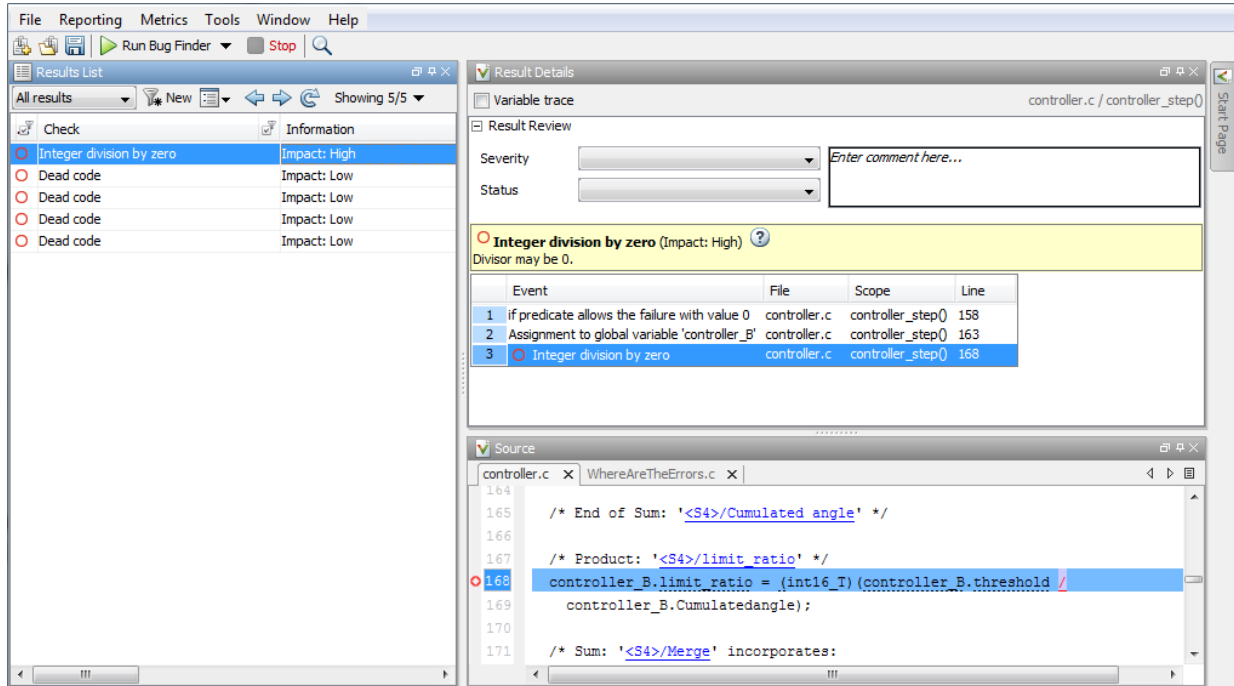 File Reporting Metrics Tools Window Help
Run Bug Finder Stop
Results List
All results New Showing 5/5
Check Information
Integer division by zero Impact: High
Dead code Impact: Low
Dead code Impact: Low
Dead code Impact: Low
Dead code Impact: Low
Result Details
Variable trace controller.c / controller_step()
Result Review
Severity
Enter comment here...
Status
Integer division by zero (Impact: High) ?
Divisor may be 0.
Event File Scope Line
1 if predicate allows the failure with value 0 controller.c controller_step() 158
2 Assignment to global variable 'controller_B' controller.c controller_step() 163
3 Integer division by zero controller.c controller_step() 168
Source
controller.c X WhereAreTheErrors.c X
164
165 /* End of Sum: '<S4>/Cumulated angle' */
166
167 /* Product: '<S4>/limit_ratio' */
168 controller_B.limit_ratio = (int16_T)(controller_B.threshold /
169 controller_B.Cumulatedangle);
170
171 /* Sum: '<S4>/Merge' incorporates:
Start Page